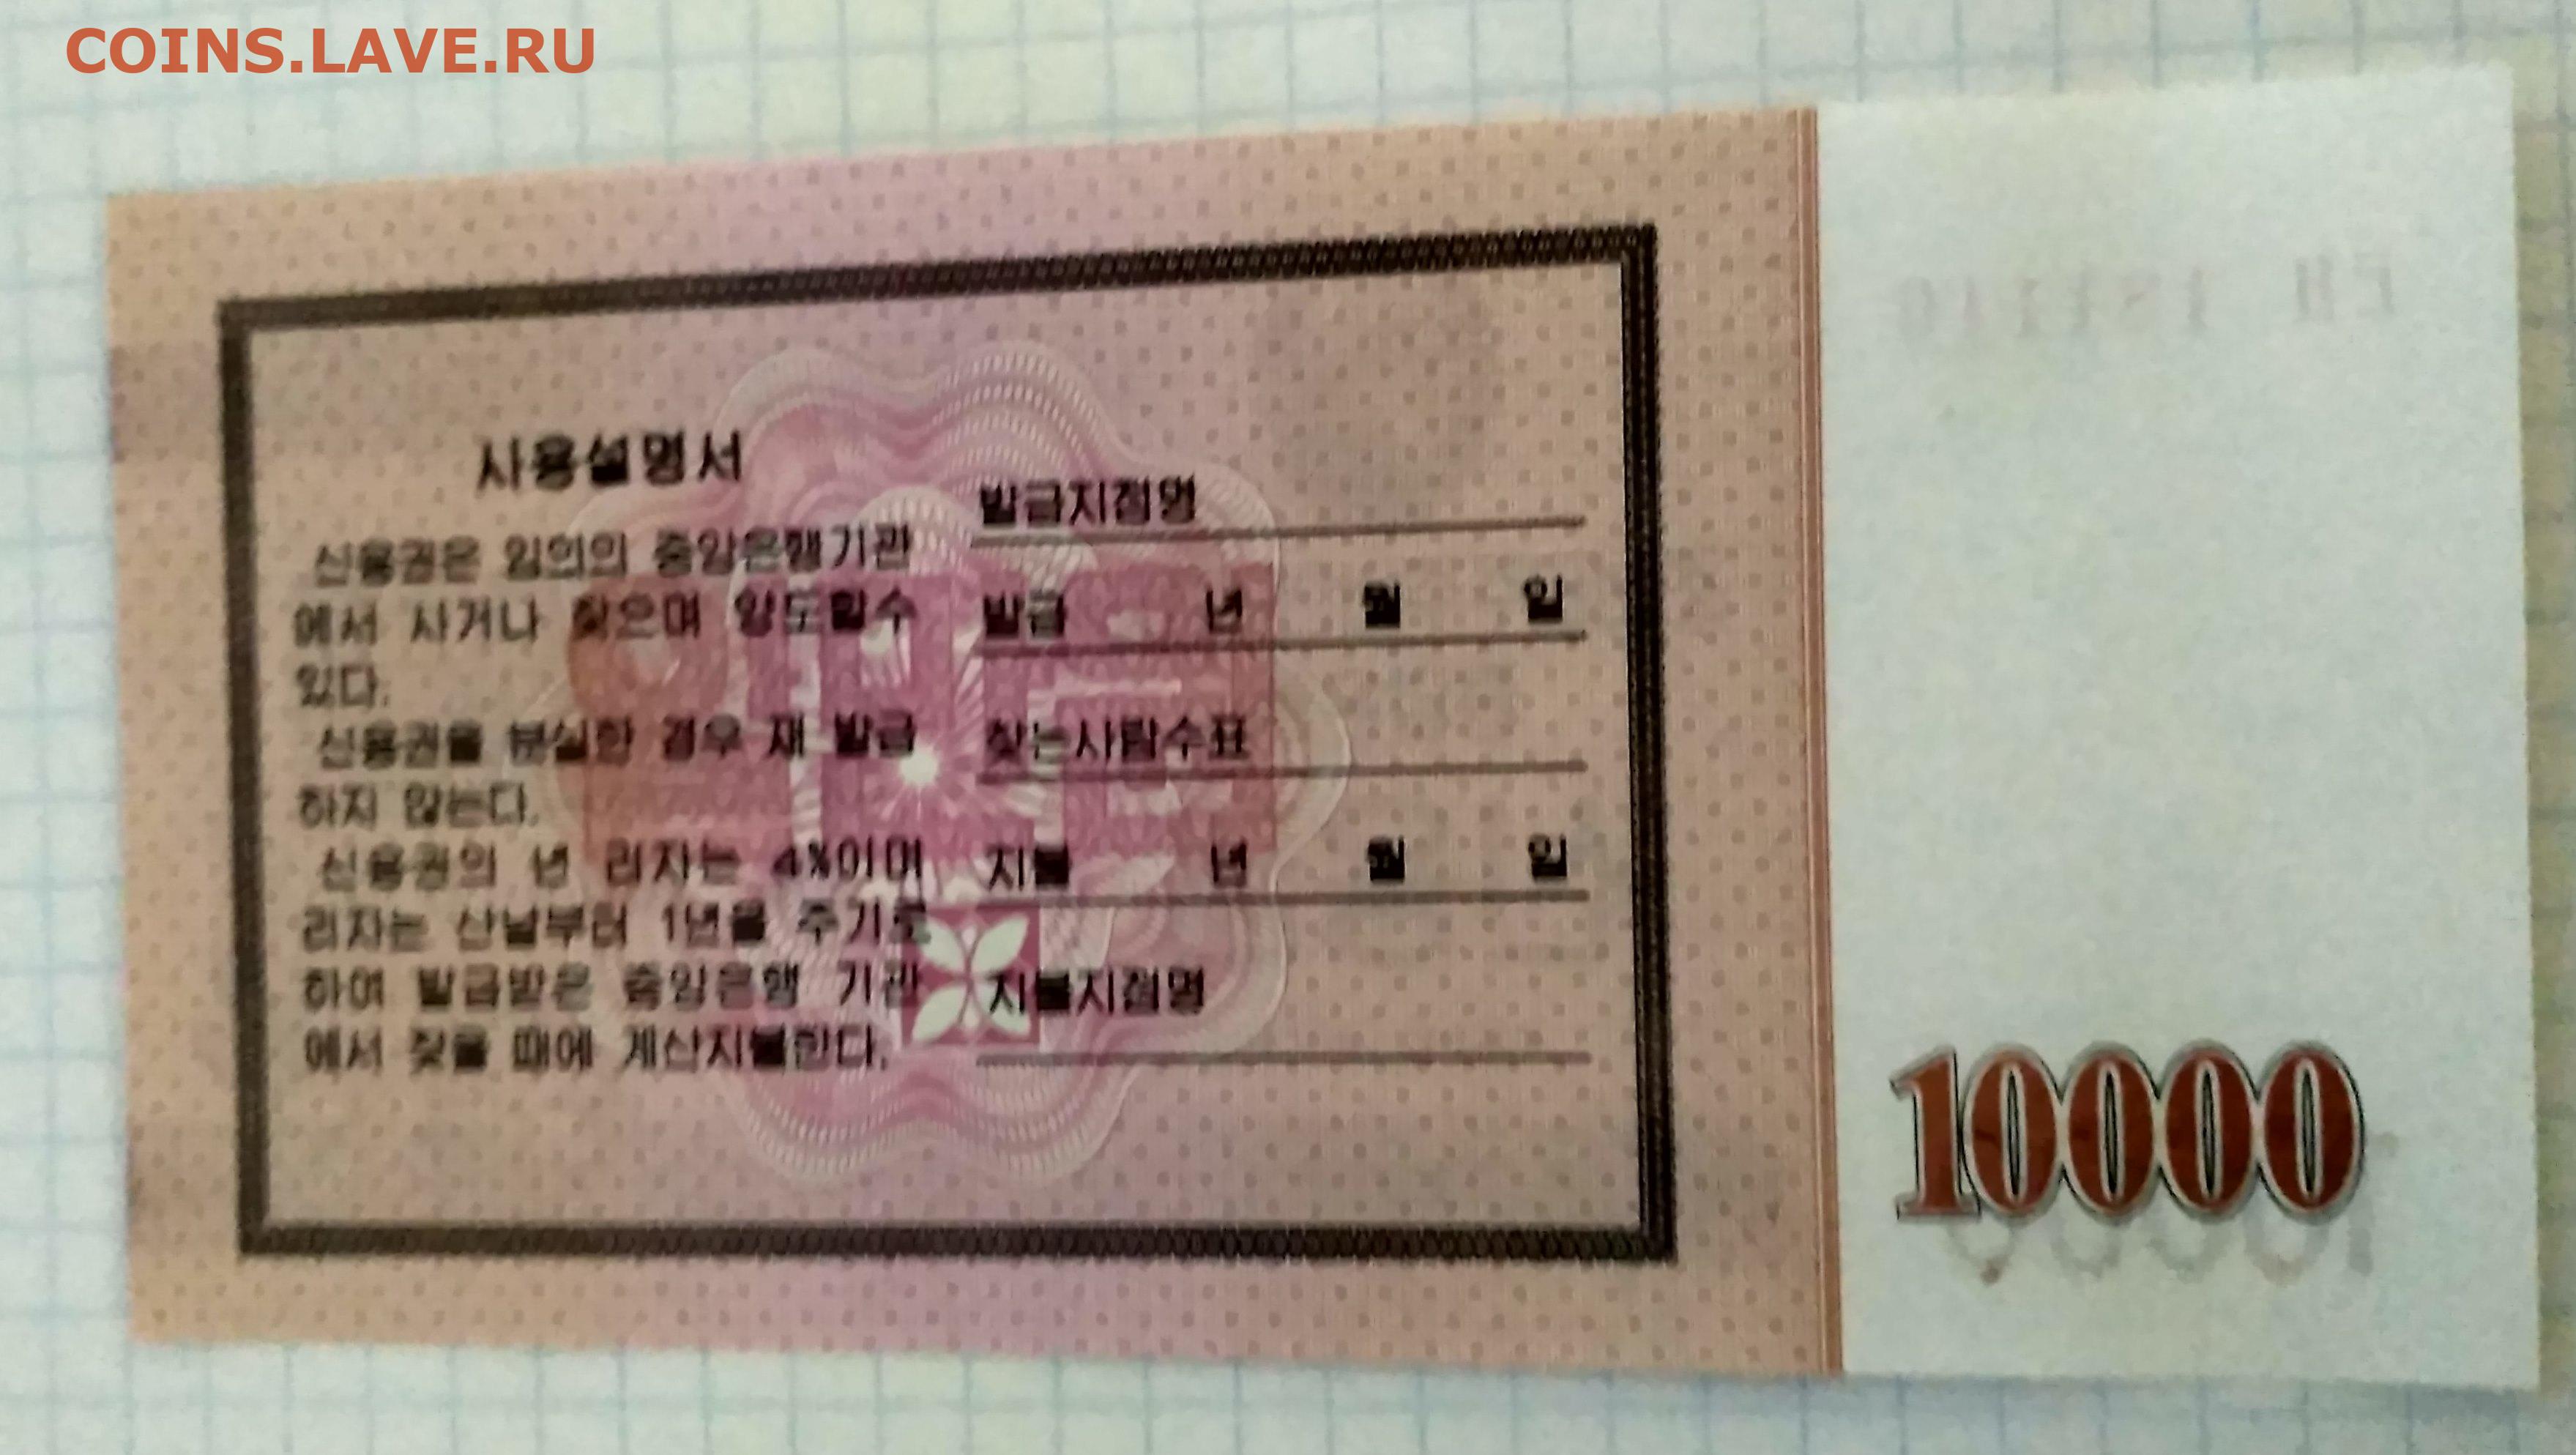 COINS.LAVE.RU
사용설명서
신용권은 임의의 중앙은행기관
에서 사거나 찾으며 양도할수
있다.
신용권을 분실한 경우 재 발급
하지 않는다.
신용권의 년 리자는 4%이며
리자는 산날부터 1년을 주기로
하여 발급받은 중앙은행 기관
에서 찾을 때에 계산지불한다.
발급지점명
발급 년 월 일
찾는사람수표
지불 년 월 일
지불지점명
10000